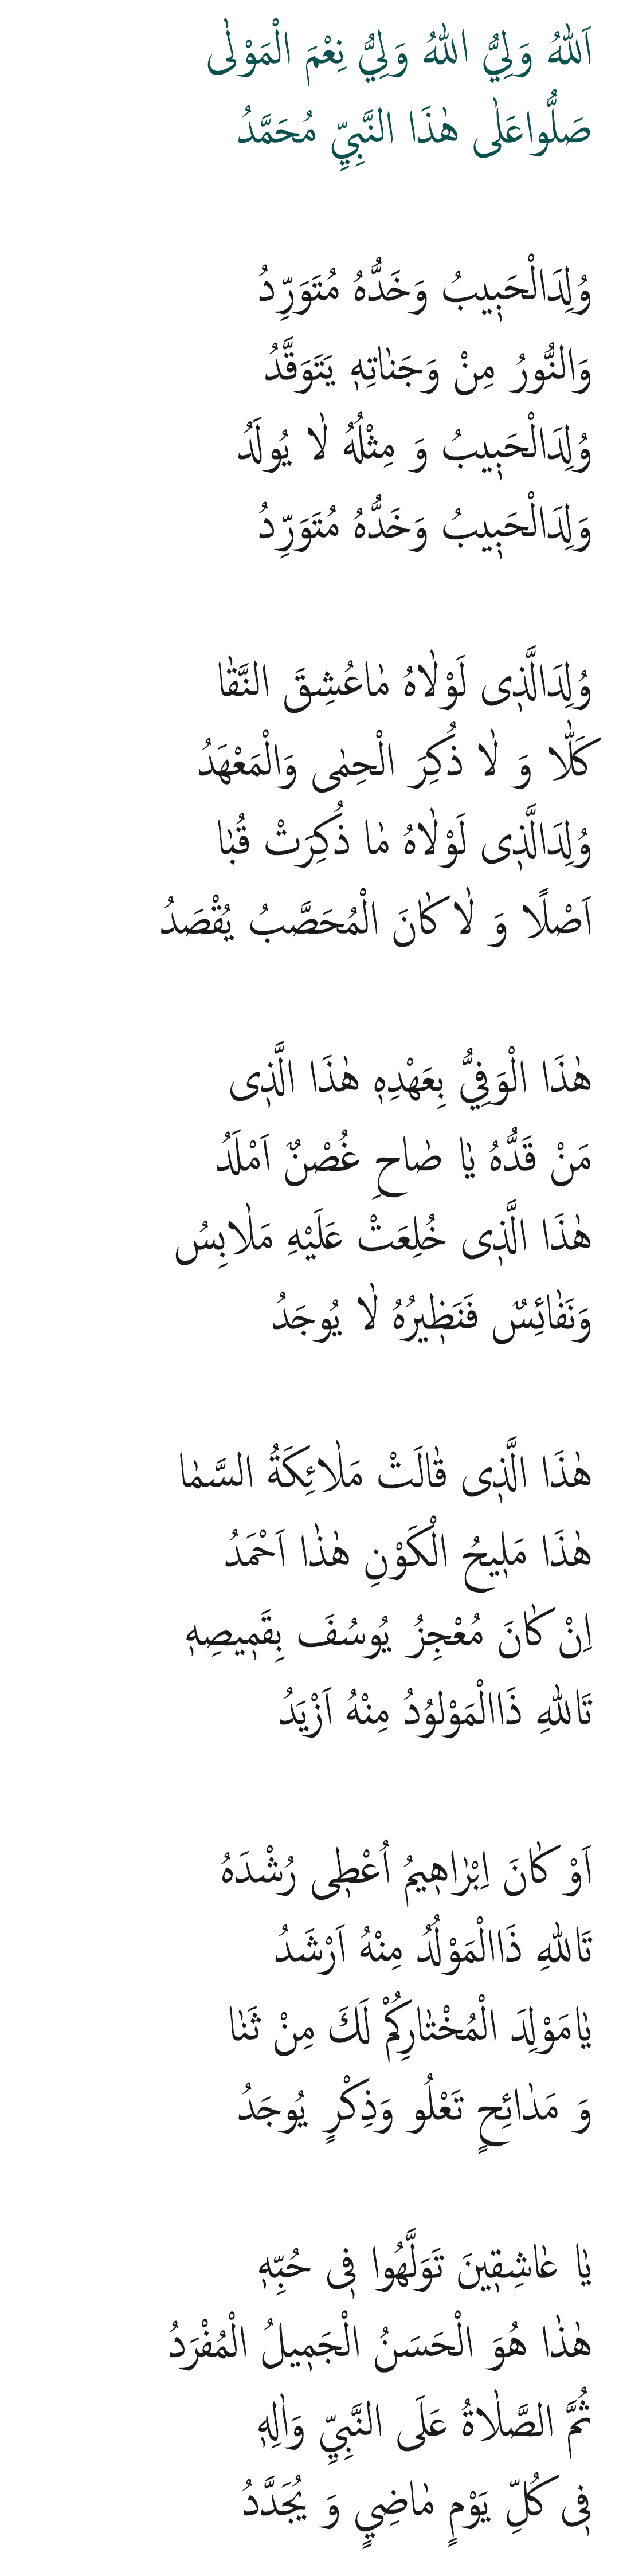 اَللّٰهُ وَلِيُّ اللّٰهُ وَلِيُّ نِعْمَ الْمَوْلٰى
صَلُّواعَلٰى هٰذَا النَّبِيِّ مُحَمَّدُ
وُلِدَالْحَبٖيبُ وَخَدُّهُ مُتَوَرِّدُ
وَالنُّورُ مِنْ وَجَنٰاتِهٖ يَتَوَقَّدُ
وُلِدَالْحَبٖيبُ وَ مِثْلُهُ لٰا يُولَدُ
وَلِدَالْحَبٖيبُ وَخَدُّهُ مُتَوَرِّدُ
وُلِدَالَّذٖى لَوْلٰاهُ مٰاعُشِقَ النَّقٰا
كَلّٰا وَ لٰا ذُكِرَ الْحِمٰى وَالْمَعْهَدُ
وُلِدَالَّذٖى لَوْلٰاهُ مٰا ذُكِرَتْ قُبٰا
اَصْلًا وَ لٰاكٰانَ الْمُحَصَّبُ يُقْصَدُ
هٰذَا الْوَفِيُّ بِعَهْدِهٖ هٰذَا الَّذٖى
مَنْ قَدُّهُ يٰا صٰاحِ غُصْنٌ اَمْلَدُ
هٰذَا الَّذٖى خُلِعَتْ عَلَيْهِ مَلٰابِسُ
وَنَفٰائِسٌ فَنَظٖيرُهُ لٰا يُوجَدُ
هٰذَا الَّذٖى قٰالَتْ مَلٰائِكَةُ السَّمٰا
هٰذَا مَلٖيحُ الْكَوْنِ هٰذٰا اَحْمَدُ
اِنْ كٰانَ مُعْجِزُ يُوسُفَ بِقَمٖيصِهٖ
تَاللّٰهِ ذَاالْمَوْلوُدُ مِنْهُ اَزْيَدُ
اَوْ كٰانَ اِبْرٰاهٖيمُ اُعْطٖى رُشْدَهُ
تَاللّٰهِ ذَاالْمَوْلُدُ مِنْهُ اَرْشَدُ
يٰامَوْلِدَ الْمُخْتٰارِكُمْ لَكَ مِنْ ثَنٰا
وَ مَدٰائِحٍ تَعْلُو وَذِكْرٍ يُوجَدُ
يٰا عٰاشِقٖينَ تَوَلَّهُوا فٖى حُبِّهٖ
هٰذٰا هُوَ الْحَسَنُ الْجَمٖيلُ الْمُفْرَدُ
ثُمَّ الصَّلٰاةُ عَلَى النَّبِيِّ وَاٰلِهٖ
فٖى كُلِّ يَوْمٍ مٰاضِيٍ وَ يُجَدَّدُ